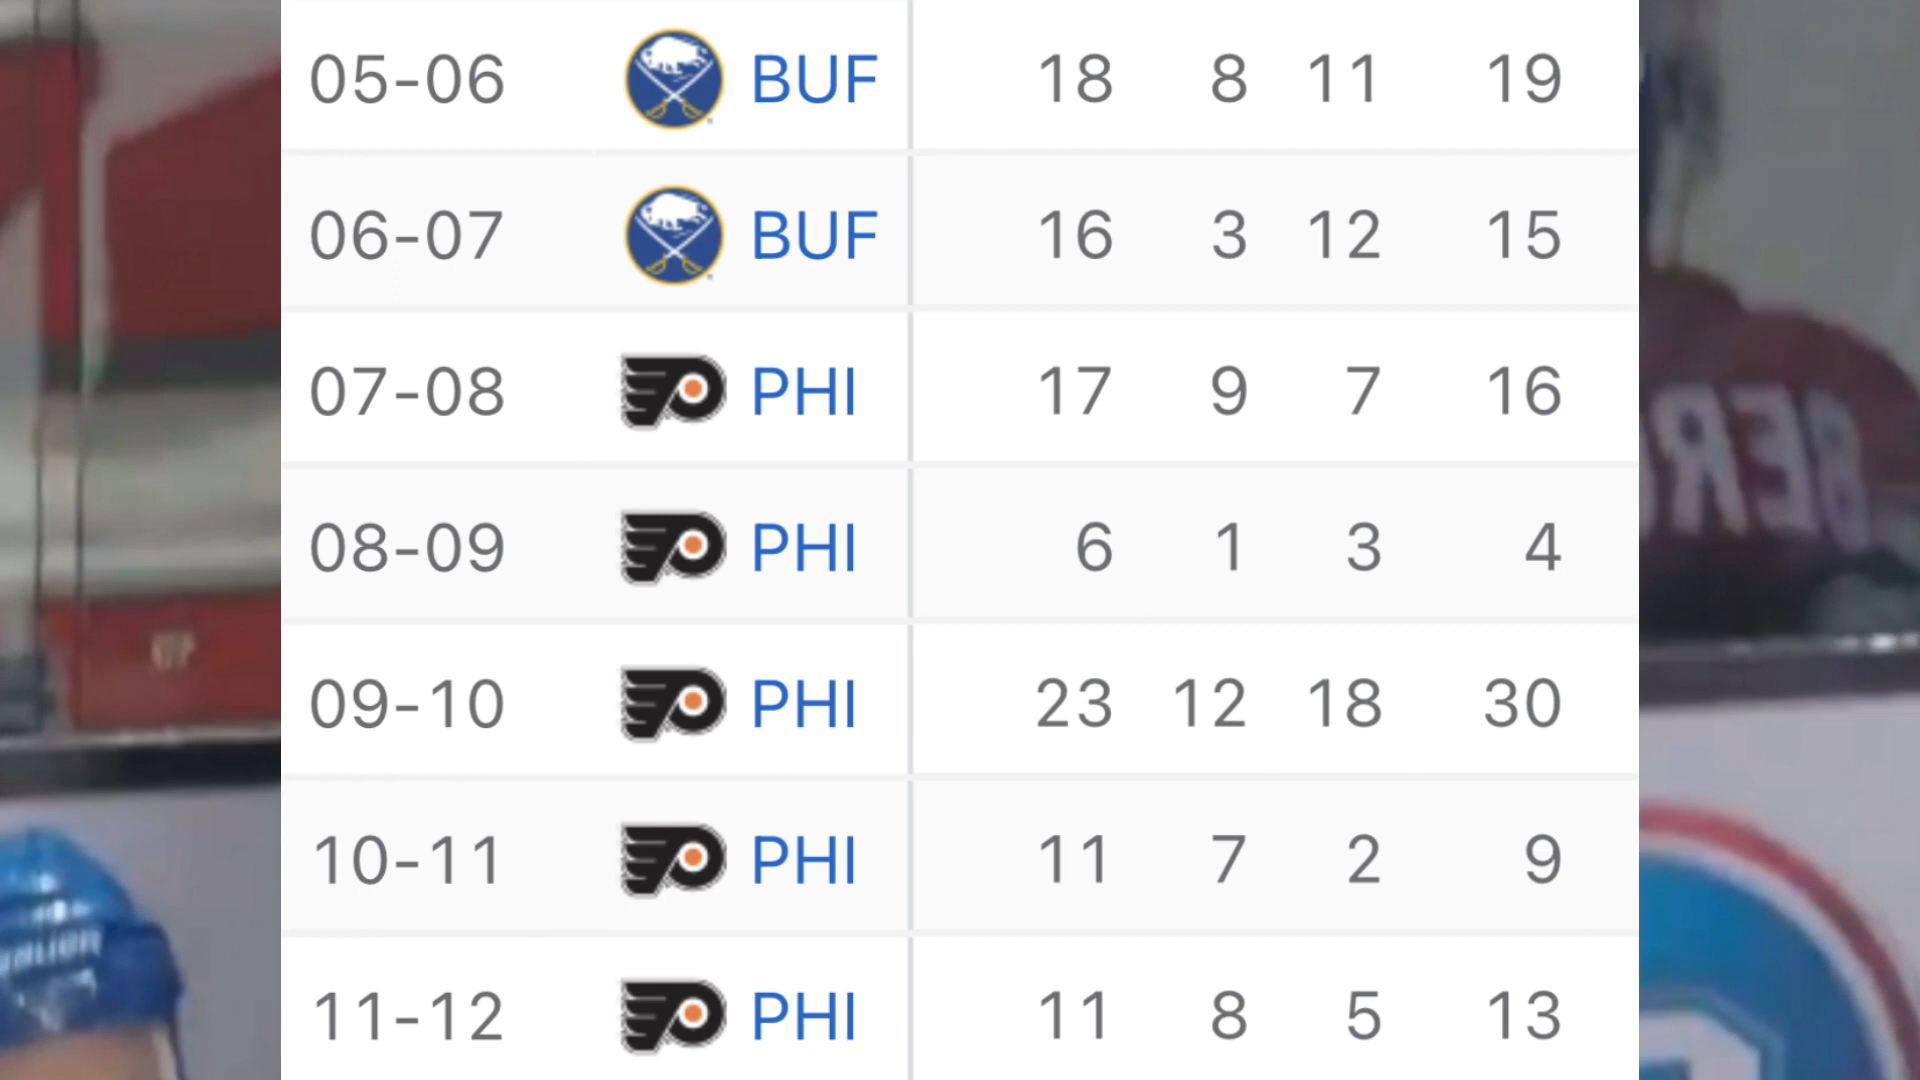 05-06 BUF 18 8 11 19
06-07 BUF 16 3 12 15
07-08 PHI 17 9 7 16
08-09 PHI 6 1 3 4
09-10 PHI 23 12 18 30
10-11 PHI 11 7 2 9
11-12 PHI 11 8 5 13